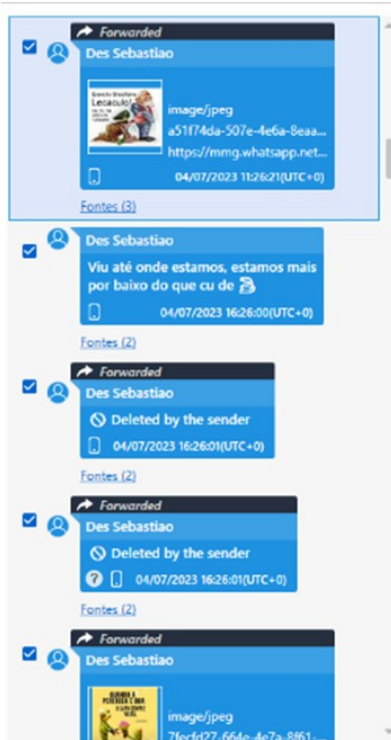 Forwarded
Des Sebastiao
Lecaculo!
image/jpeg
a51f74da-507e-4e6a-8eaa...
https://mmg.whatsapp.net...
04/07/2023 11:26:21(UTC+0)
Fontes (3)
Des Sebastiao
Viu até onde estamos, estamos mais
por baixo do que cu de
04/07/2023 16:26:00(UTC+0)
Fontes (2)
Forwarded
Des Sebastiao
Deleted by the sender
04/07/2023 16:26:01(UTC+0)
Fontes (2)
Forwarded
Des Sebastiao
Deleted by the sender
? 04/07/2023 16:26:01(UTC+0)
Fontes (2)
Forwarded
Des Sebastiao
QUANDO A
image/jpeg
7fecfd27-664e-4e7a-8f61-...